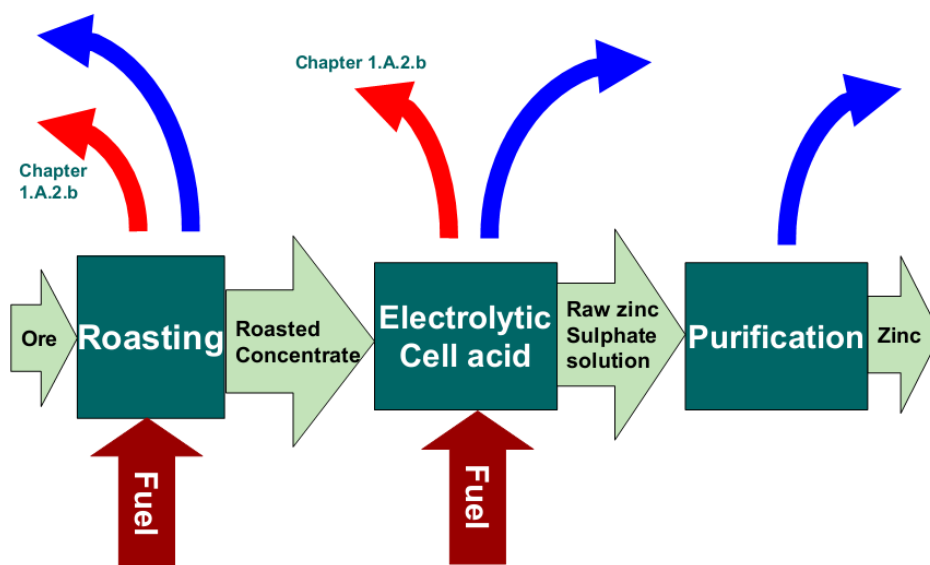 Chapter 1.A.2.b
Chapter
1.A.2.b
Ore
Roasting
Roasted
Concentrate
Electrolytic
Cell acid
Raw zinc
Sulphate
solution
Purification
Zinc
Fuel
Fuel